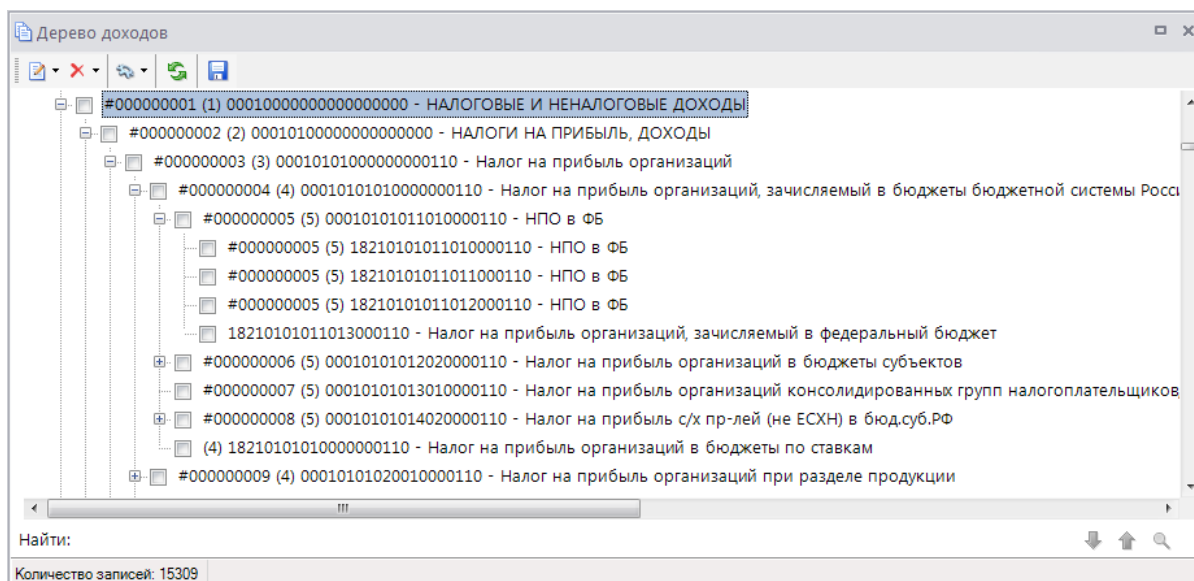 Дерево доходов
#000000001 (1) 00010000000000000000 - НАЛОГОВЫЕ И НЕНАЛОГОВЫЕ ДОХОДЫ
#000000002 (2) 00010100000000000000 - НАЛОГИ НА ПРИБЫЛЬ, ДОХОДЫ
#000000003 (3) 00010101000000000110 - Налог на прибыль организаций
#000000004 (4) 00010101010000000110 - Налог на прибыль организаций, зачисляемый в бюджеты бюджетной системы Росси
#000000005 (5) 00010101011010000110 - НПО в ФБ
#000000005 (5) 18210101011010000110 - НПО в ФБ
#000000005 (5) 18210101011011000110 - НПО в ФБ
#000000005 (5) 18210101011012000110 - НПО в ФБ
18210101011013000110 - Налог на прибыль организаций, зачисляемый в федеральный бюджет
#000000006 (5) 00010101012020000110 - Налог на прибыль организаций в бюджеты субъектов
#000000007 (5) 00010101013010000110 - Налог на прибыль организаций консолидированных групп налогоплательщиков,
#000000008 (5) 00010101014020000110 - Налог на прибыль с/х пр-лей (не ЕСХН) в бюд.суб.РФ
(4) 18210101010000000110 - Налог на прибыль организаций в бюджеты по ставкам
#000000009 (4) 00010101020010000110 - Налог на прибыль организаций при разделе продукции
Найти:
Количество записей: 15309